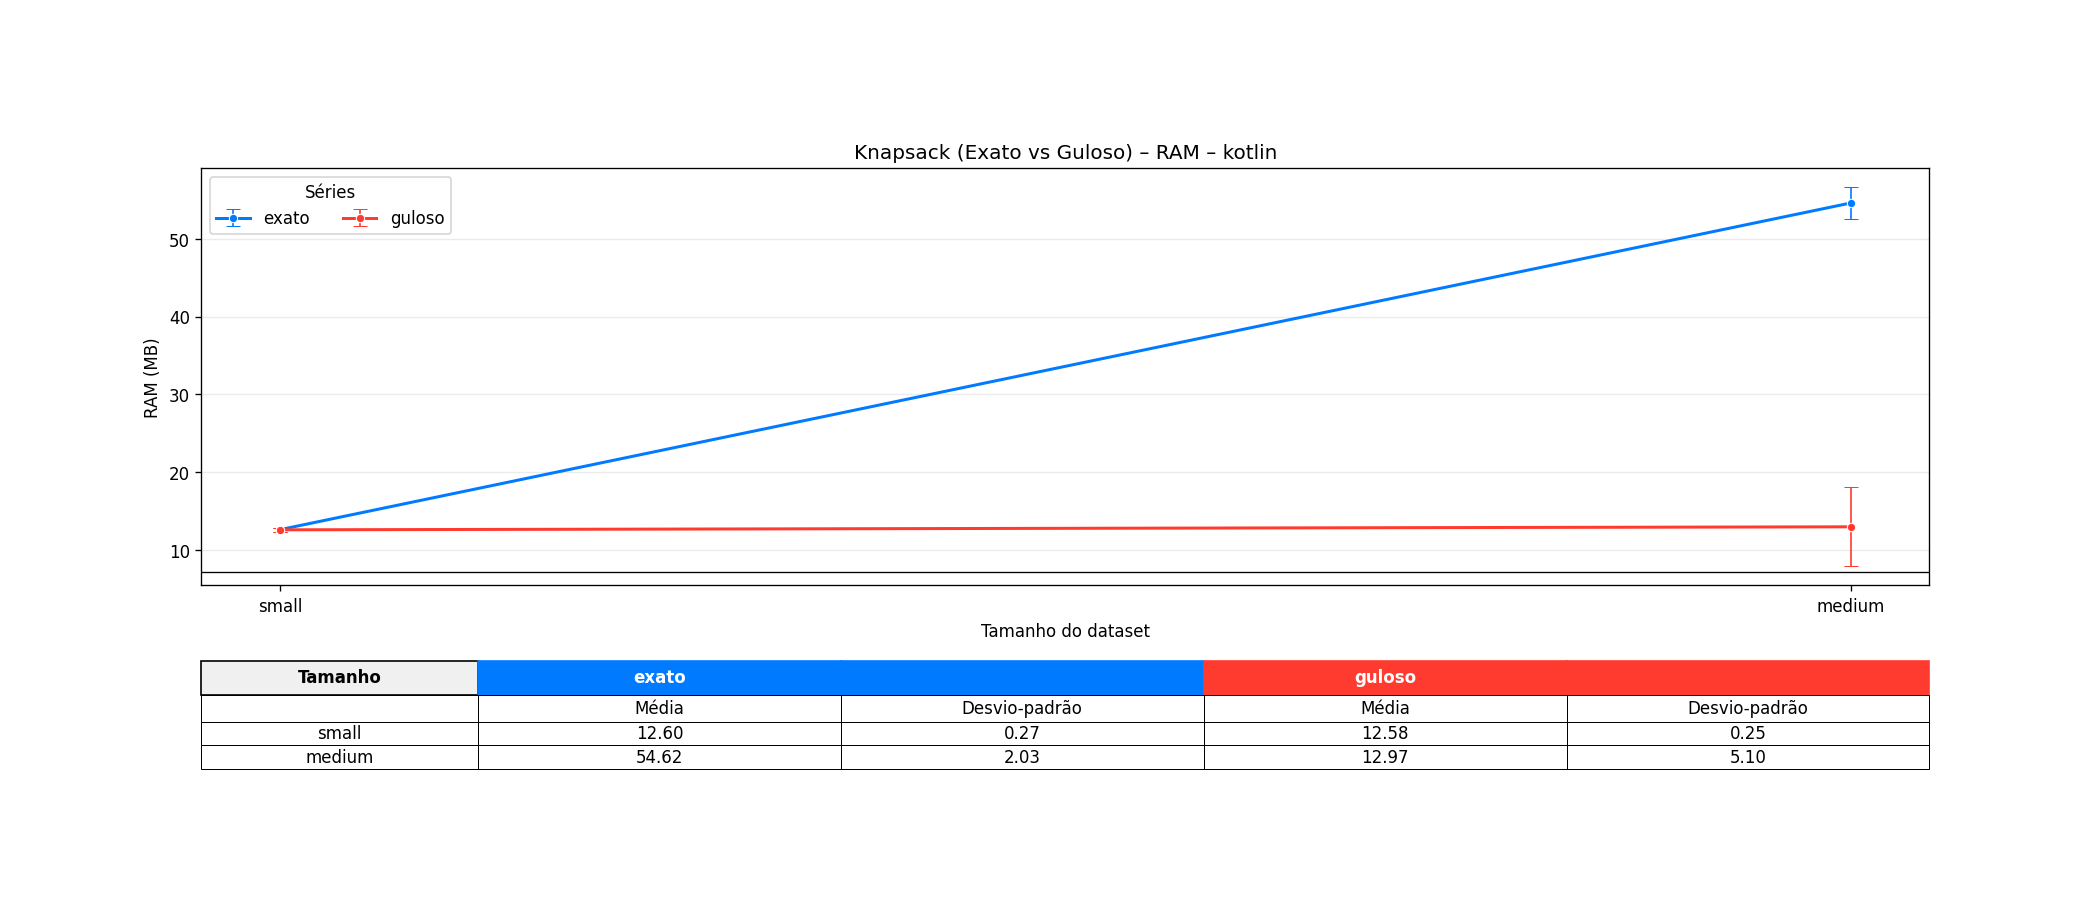 Knapsack (Exato vs Guloso) – RAM – kotlin
Séries
exato guloso
RAM (MB)
50
40
30
20
10
small medium
Tamanho do dataset
Tamanho exato guloso
Média Desvio-padrão Média Desvio-padrão
small 12.60 0.27 12.58 0.25
medium 54.62 2.03 12.97 5.10